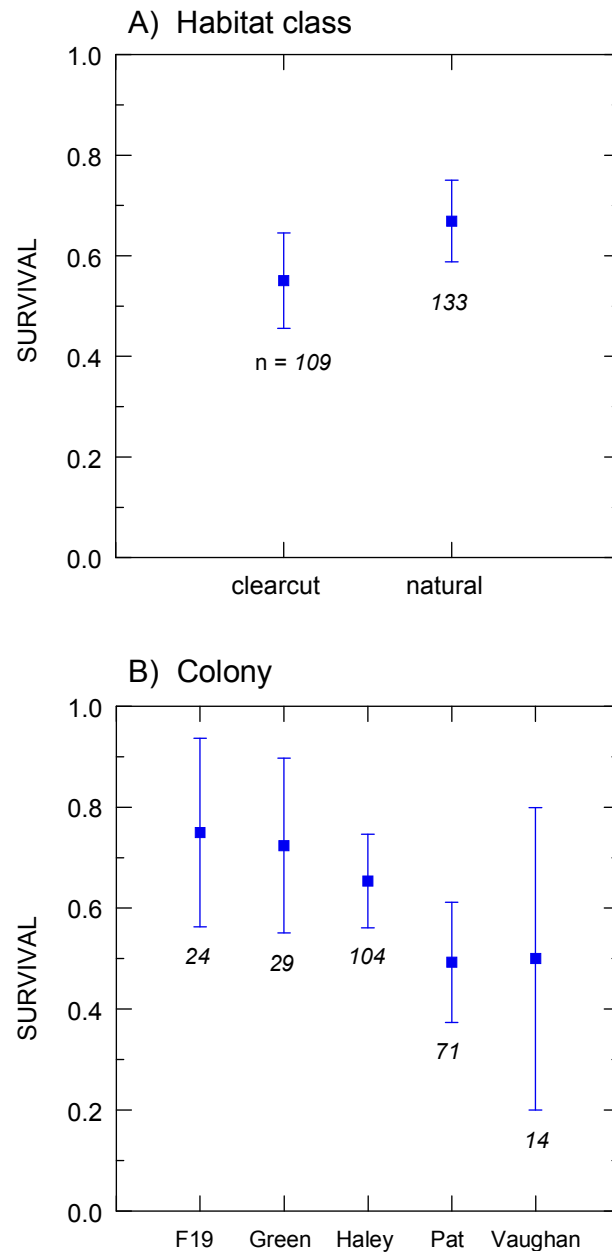 A) Habitat class
1.0
0.8
0.6
0.4
0.2
0.0
SURVIVAL
n = 109
133
clearcut natural
B) Colony
1.0
0.8
0.6
0.4
0.2
0.0
SURVIVAL
24 29 104 71 14
F19 Green Haley Pat Vaughan